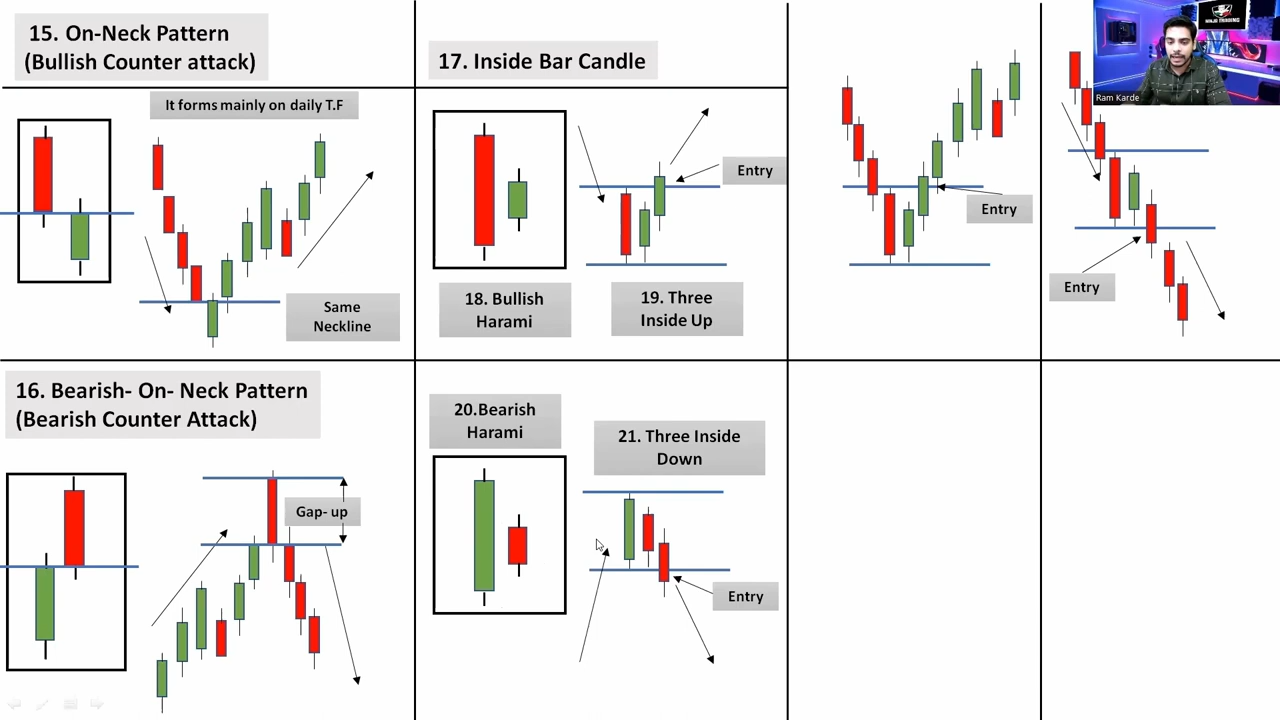 15. On-Neck Pattern
(Bullish Counter attack)
It forms mainly on daily T.F
Same
Neckline
17. Inside Bar Candle
Entry
18. Bullish
Harami
19. Three
Inside Up
Entry
Entry
NINJA TRADING
Ram Karde
16. Bearish- On- Neck Pattern
(Bearish Counter Attack)
Gap- up
20.Bearish
Harami
21. Three Inside
Down
Entry